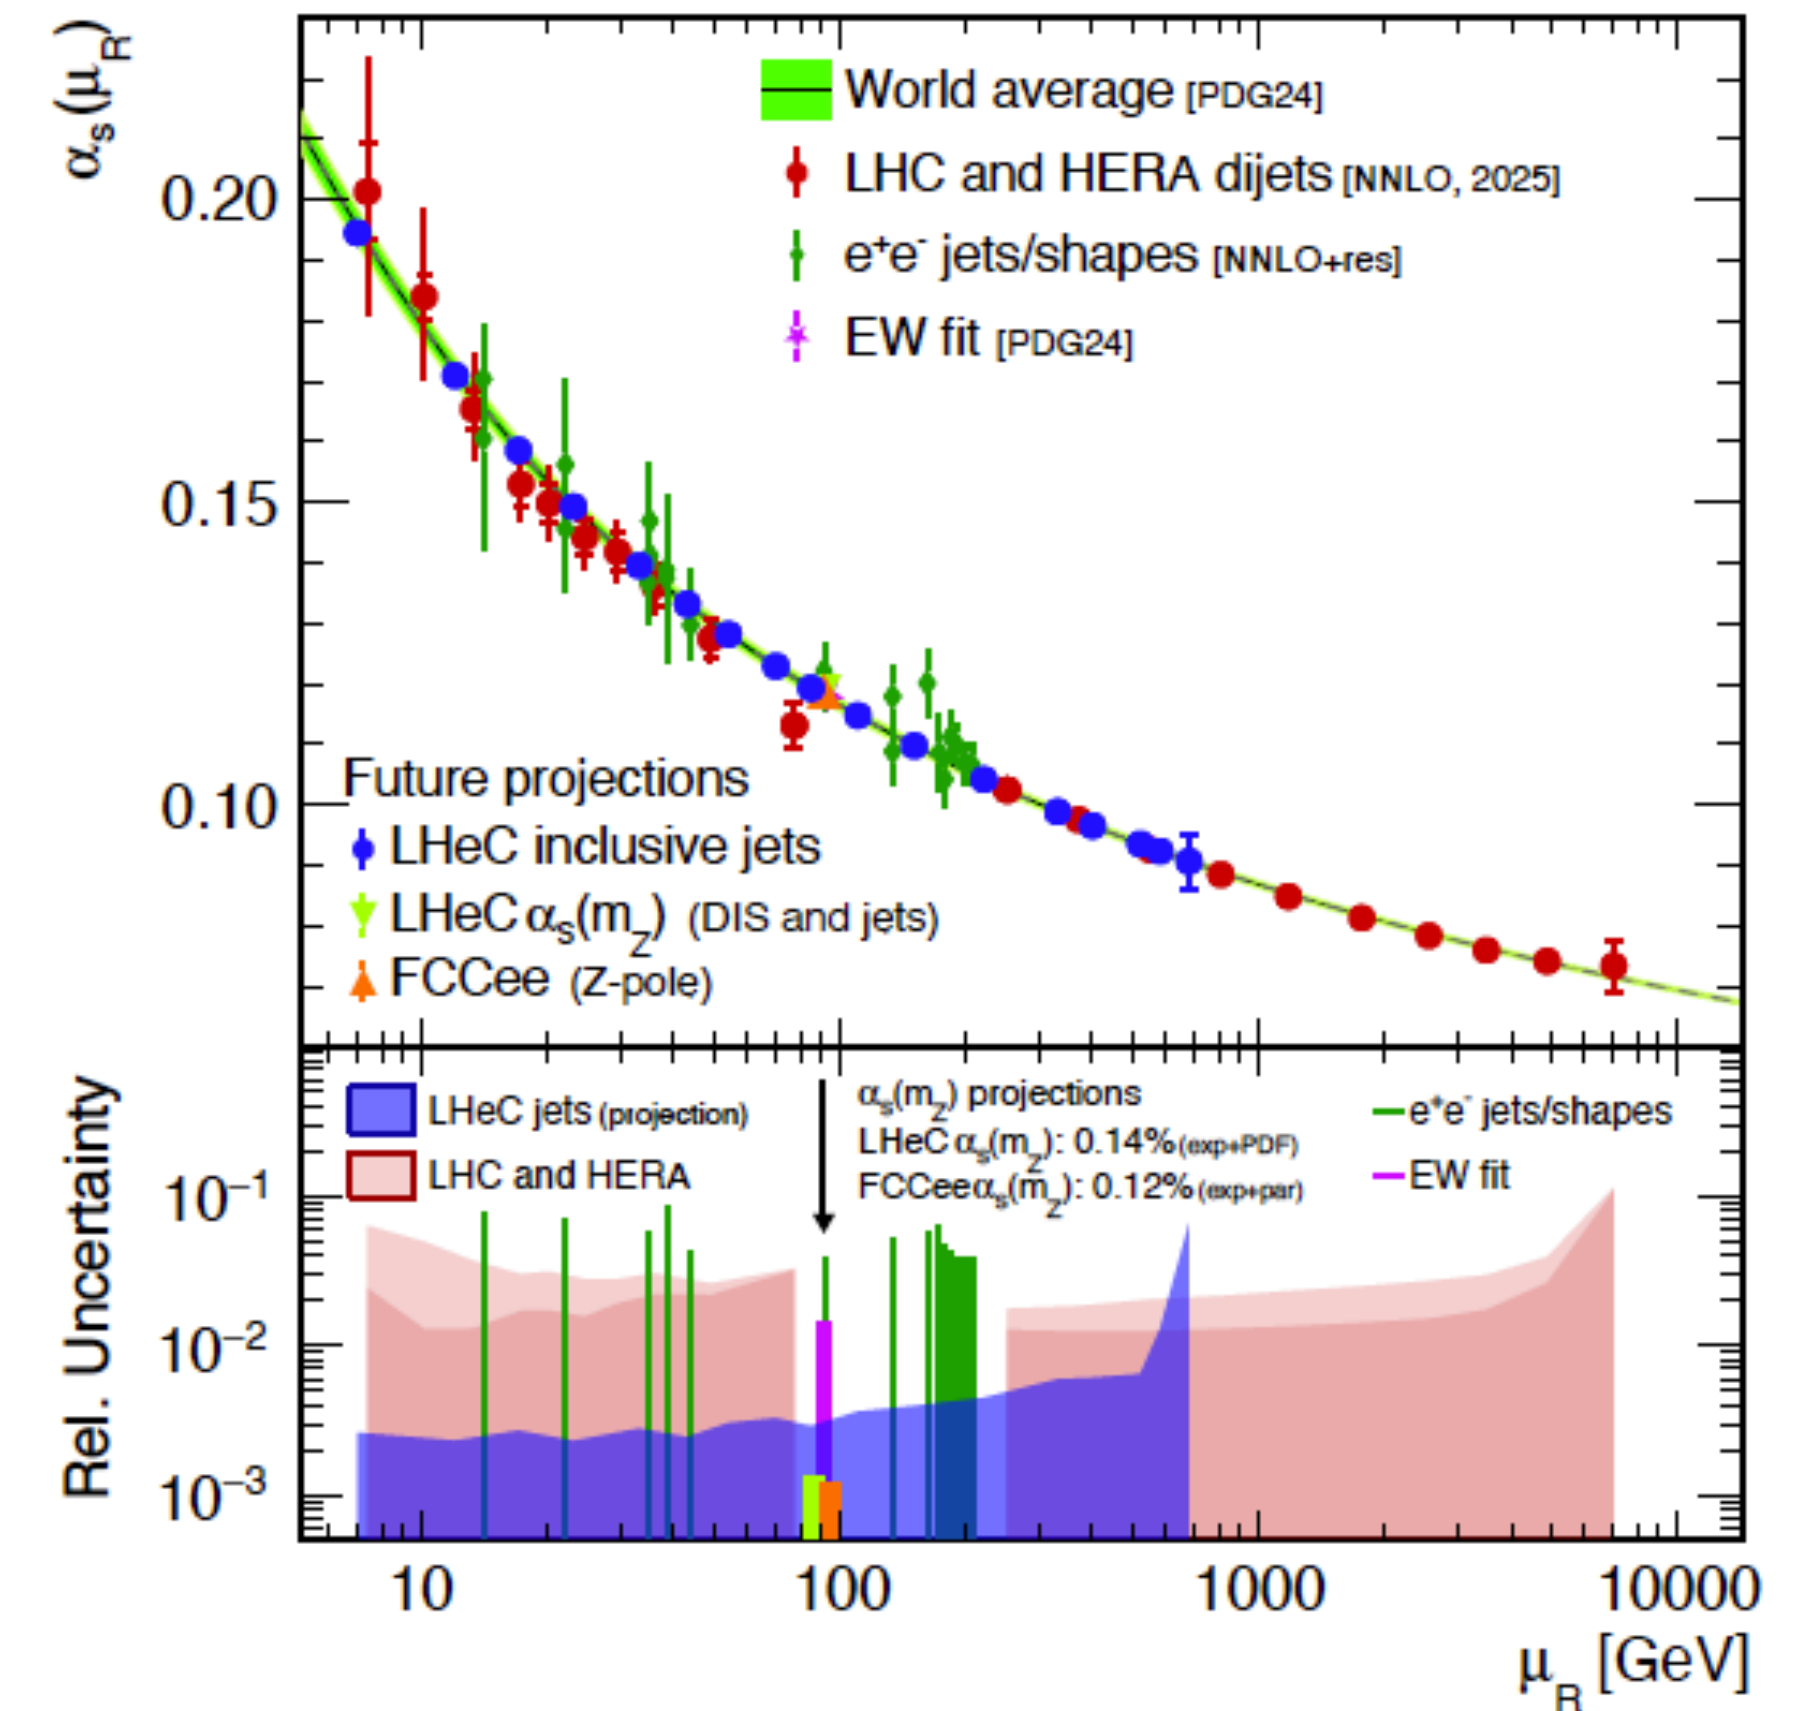 αs(μR)
World average [PDG24]
LHC and HERA dijets [NNLO, 2025]
e+e- jets/shapes [NNLO+res]
EW fit [PDG24]
0.20
0.15
0.10
Future projections
LHeC inclusive jets
LHeC αs(mZ) (DIS and jets)
FCCee (Z-pole)
Rel. Uncertainty
LHeC jets (projection)
LHC and HERA
αs(mZ) projections
LHeC αs(mZ): 0.14% (exp+PDF)
FCCee αs(mZ): 0.12% (exp+par)
e+e- jets/shapes
EW fit
10−1
10−2
10−3
10
100
1000
10000
μR [GeV]